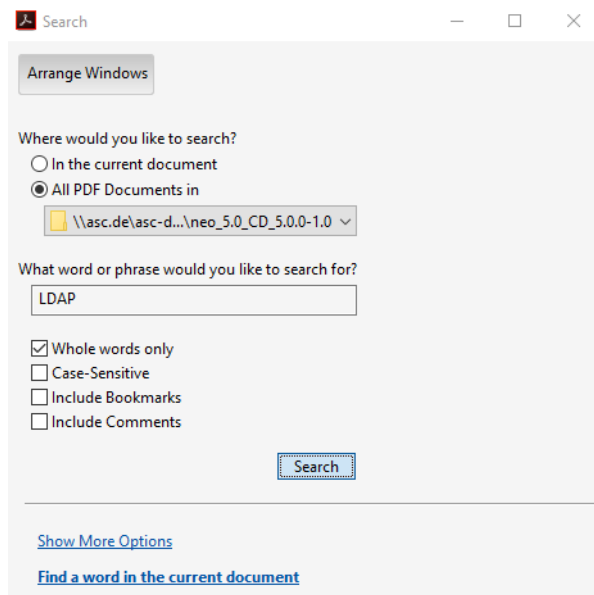 Search
Arrange Windows
Where would you like to search?
In the current document
All PDF Documents in
\\asc.de\asc-d...\neo_5.0_CD_5.0.0-1.0
What word or phrase would you like to search for?
LDAP
Whole words only
Case-Sensitive
Include Bookmarks
Include Comments
Search
Show More Options
Find a word in the current document